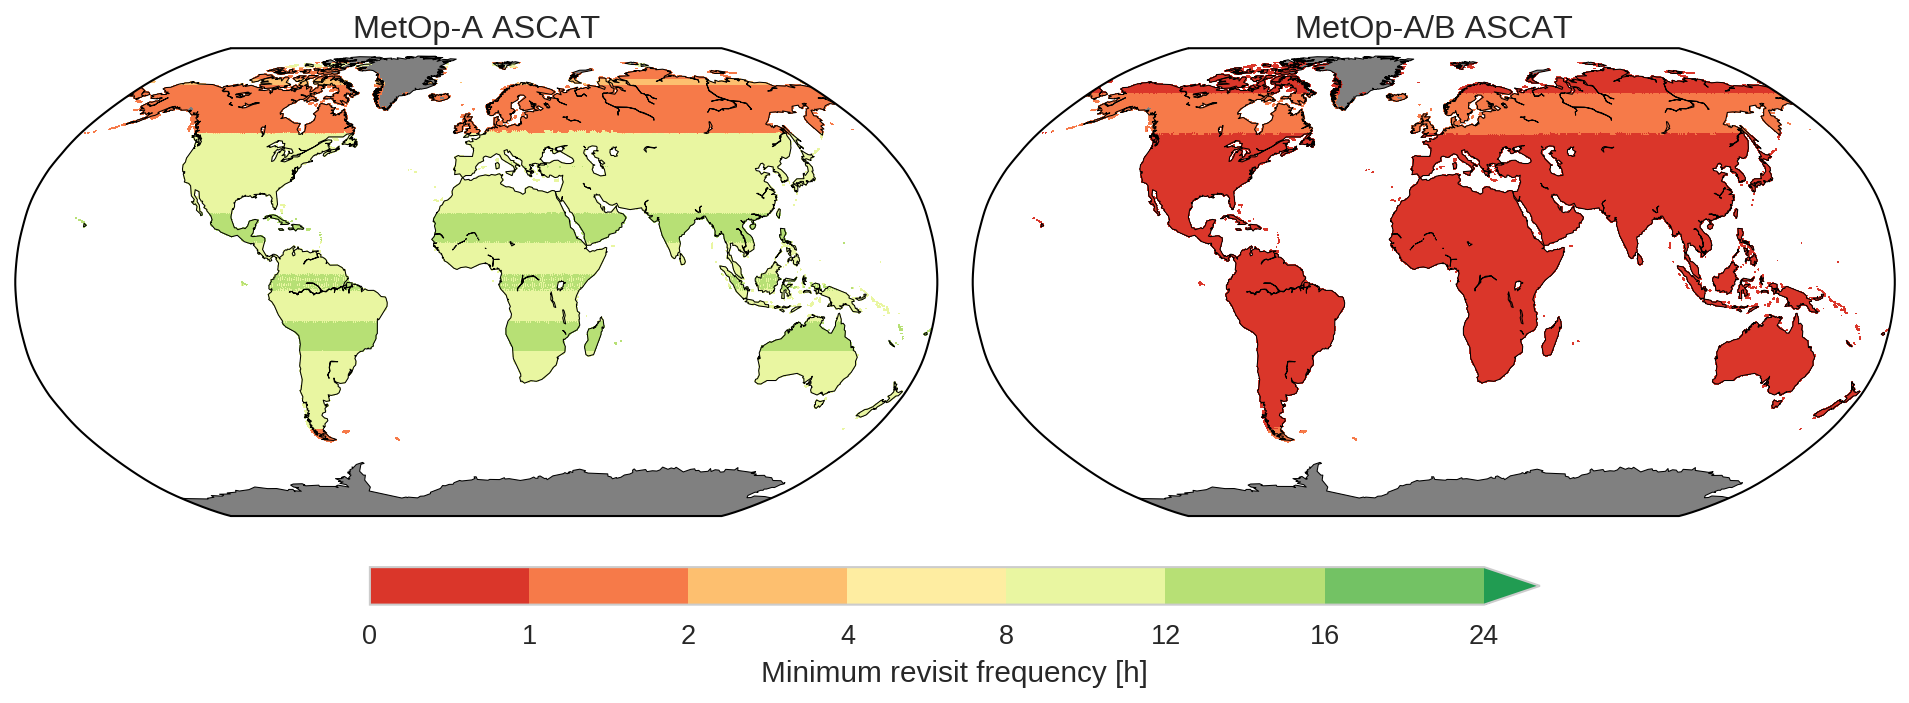 MetOp-A ASCAT
MetOp-A/B ASCAT
0 1 2 4 8 12 16 24
Minimum revisit frequency [h]